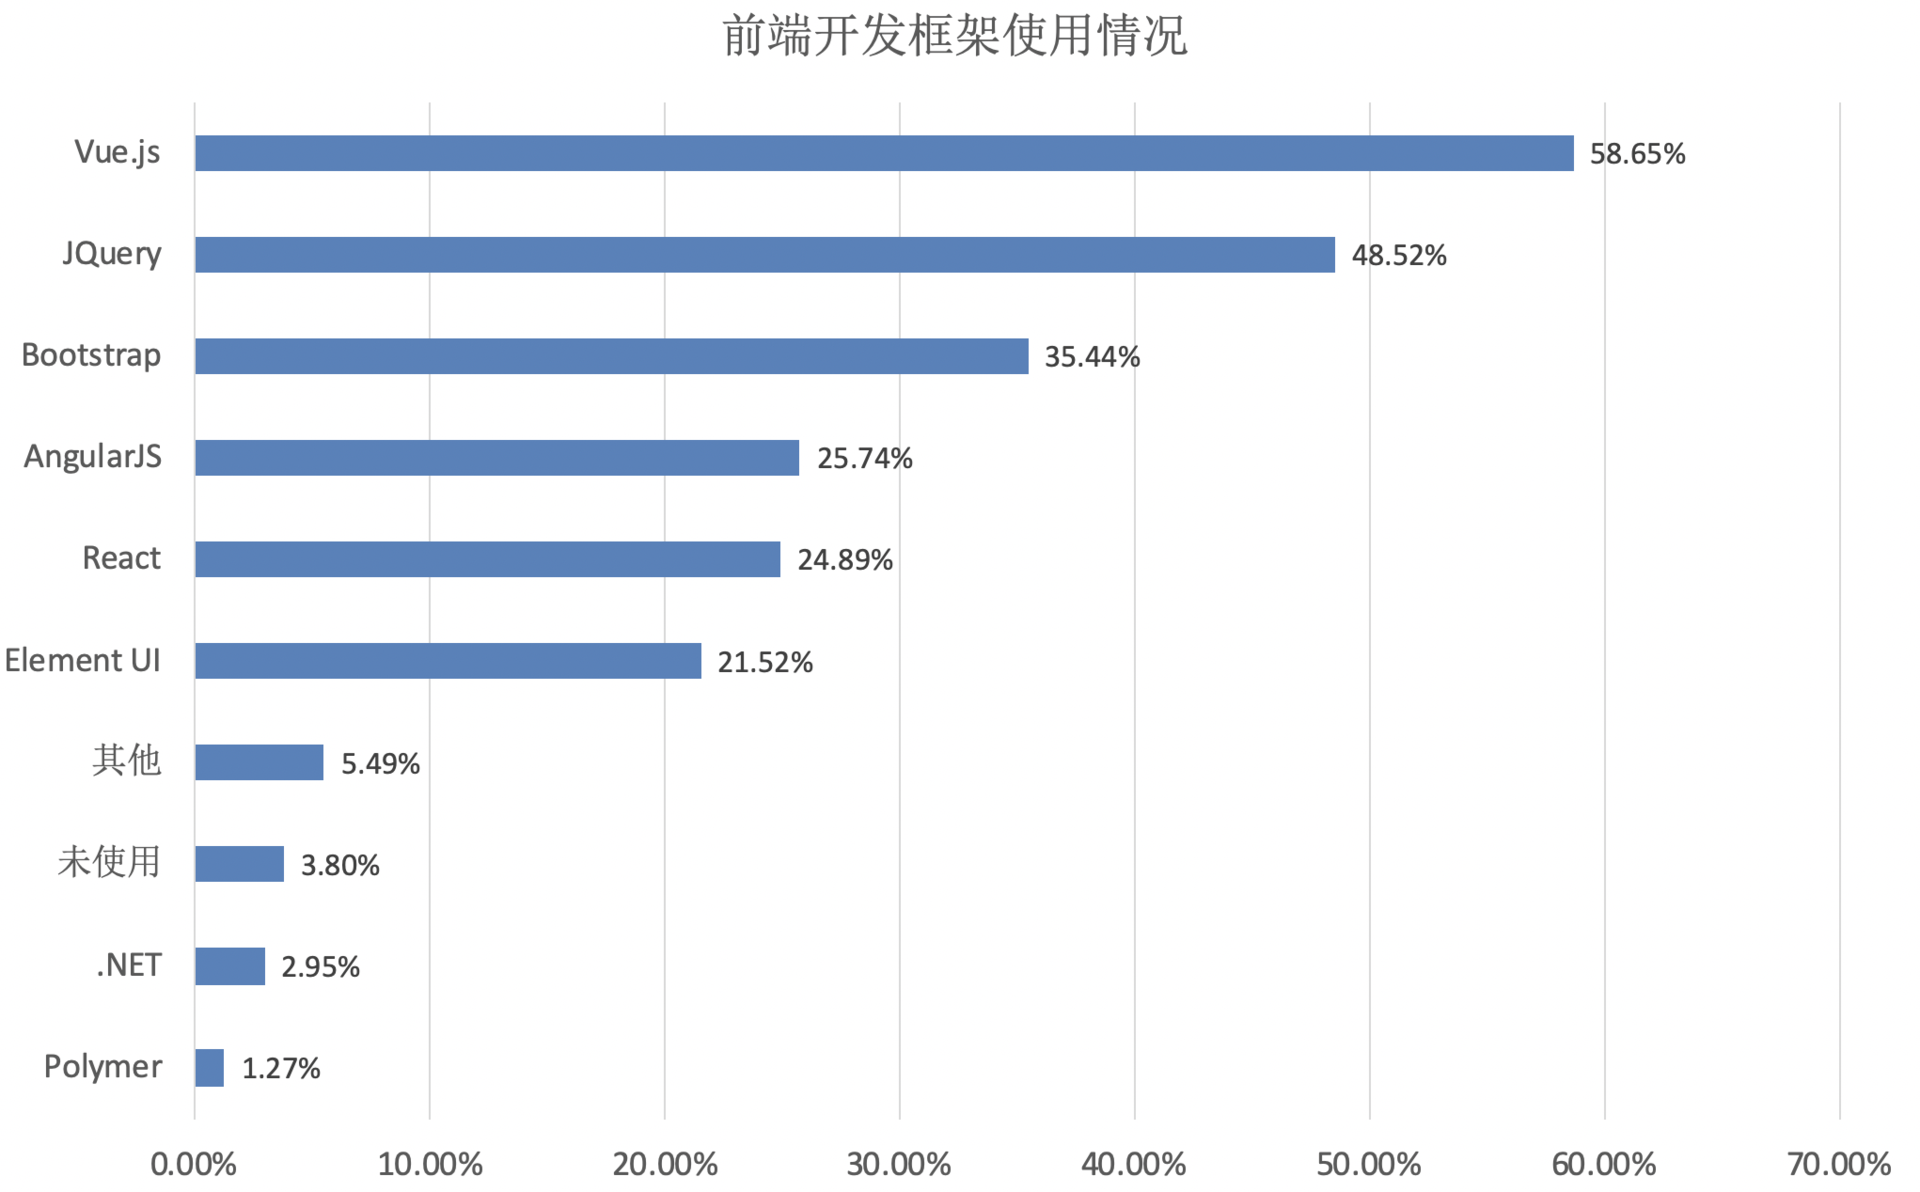 前端开发框架使用情况
Vue.js 58.65%
JQuery 48.52%
Bootstrap 35.44%
AngularJS 25.74%
React 24.89%
Element UI 21.52%
其他 5.49%
未使用 3.80%
.NET 2.95%
Polymer 1.27%
0.00% 10.00% 20.00% 30.00% 40.00% 50.00% 60.00% 70.00%